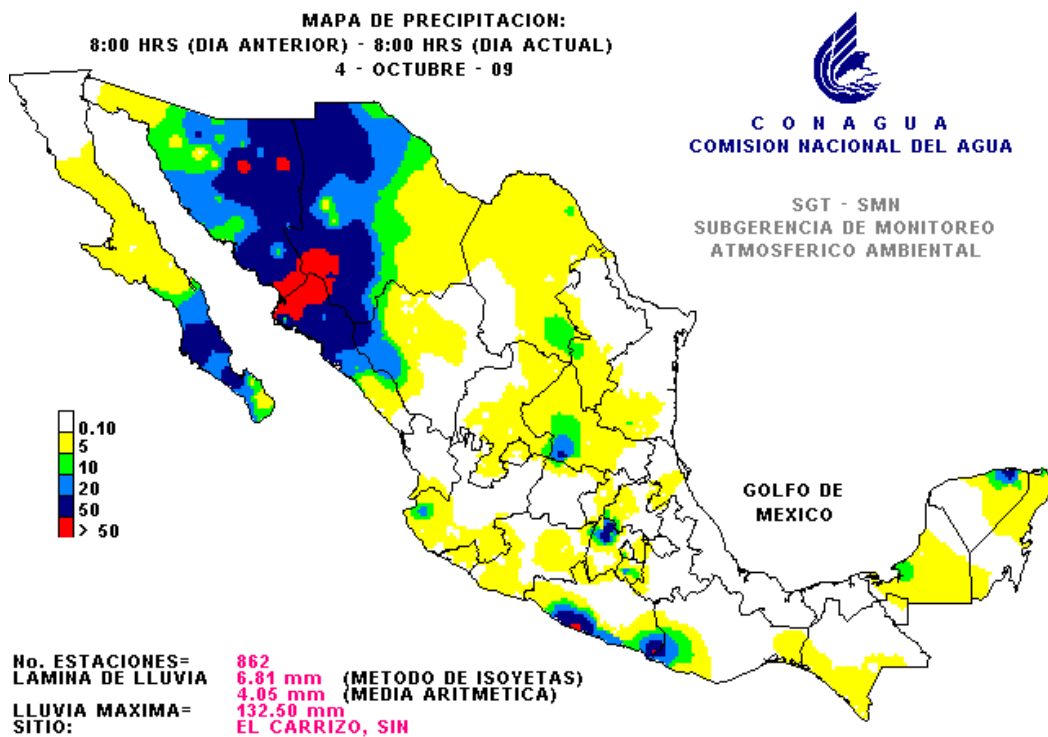 MAPA DE PRECIPITACION:
8:00 HRS (DIA ANTERIOR) - 8:00 HRS (DIA ACTUAL)
4 - OCTUBRE - 09
C O N A G U A
COMISION NACIONAL DEL AGUA
SGT - SMN
SUBGERENCIA DE MONITOREO
ATMOSFERICO AMBIENTAL
0.10
5
10
20
50
> 50
GOLFO DE
MEXICO
No. ESTACIONES= 862
LAMINA DE LLUVIA 6.81 mm (METODO DE ISOYETAS)
4.05 mm (MEDIA ARITMETICA)
LLUVIA MAXIMA= 132.50 mm
SITIO: EL CARRIZO, SIN